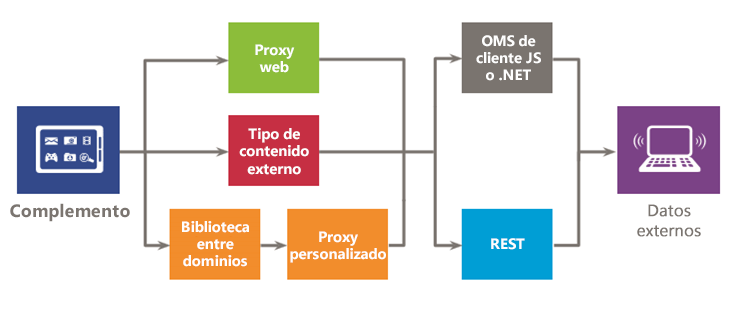 Proxy
web
OMS de
cliente JS
o .NET
Tipo de
contenido
externo
Complemento
Biblioteca
entre
dominios
Proxy
personalizado
REST
Datos
externos